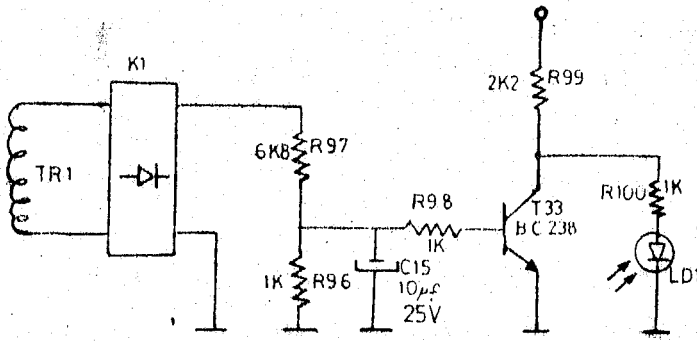 K1
TR1
6K8
R97
1K
R96
C15
10µf
25V
R98
1K
2K2
R99
T33
BC 238
R100
1K
LD1